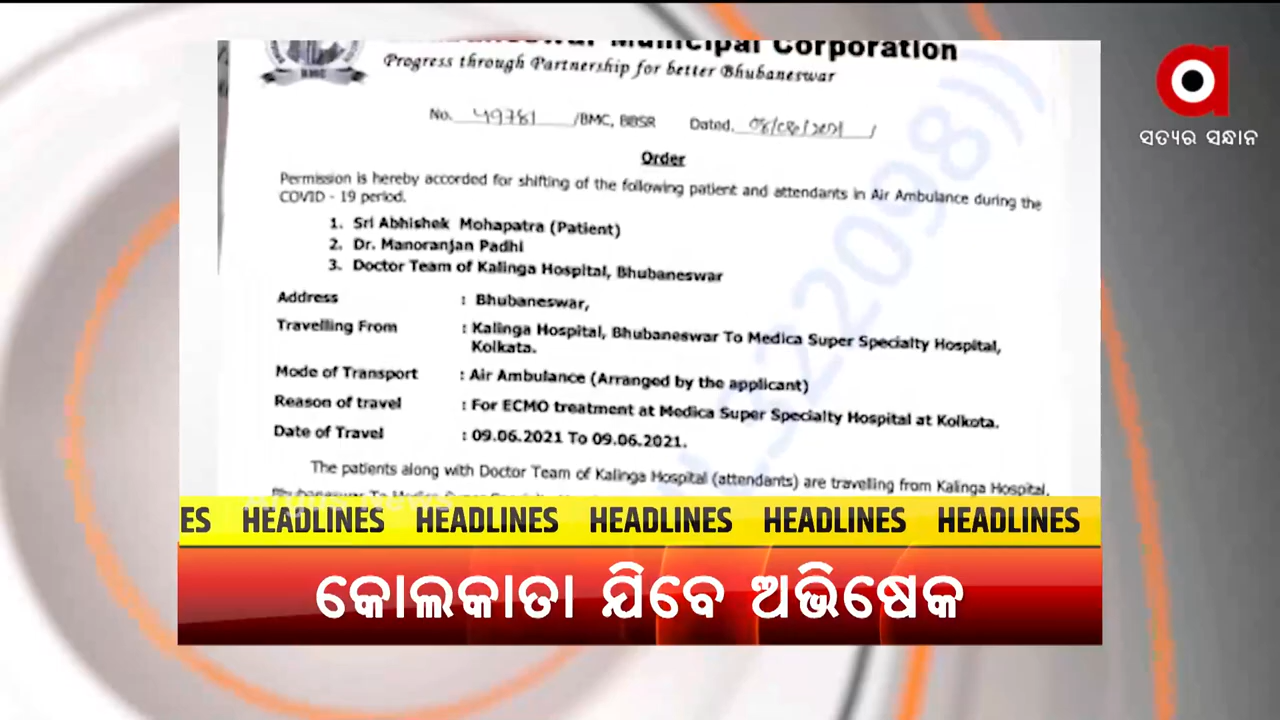 Municipal Corporation
Progress through Partnership for better Bhubaneswar
No. 49781 /BMC, BBSR Dated. /
Order
Permission is hereby accorded for shifting of the following patient and attendants in Air Ambulance during the
COVID - 19 period.
1. Sri Abhishek Mohapatra (Patient)
2. Dr. Manoranjan Padhi
3. Doctor Team of Kalinga Hospital, Bhubaneswar
Address : Bhubaneswar,
Travelling From : Kalinga Hospital, Bhubaneswar To Medica Super Specialty Hospital,
Kolkata.
Mode of Transport : Air Ambulance (Arranged by the applicant)
Reason of travel : For ECMO treatment at Medica Super Specialty Hospital at Kolkota.
Date of Travel : 09.06.2021 To 09.06.2021.
The patients along with Doctor Team of Kalinga Hospital (attendants) are travelling from Kalinga Hospital,
ES HEADLINES HEADLINES HEADLINES HEADLINES HEADLINES
କୋଲକାତା ଯିବେ ଅଭିଷେକ
ସତ୍ୟର ସନ୍ଧାନ